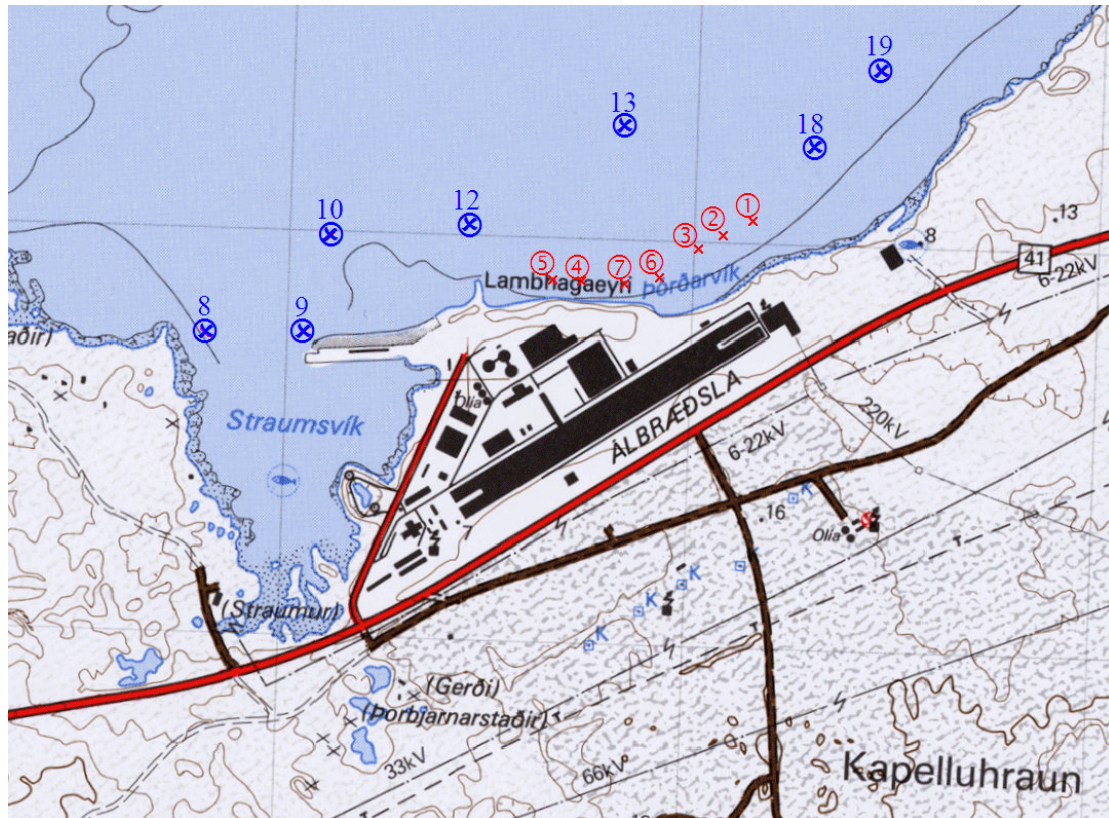 19
13
18
10
12
①
②
③
13
8
41
⑤
④
⑦
⑥
Lambhagaeyri
Þórðarvík
6-22kV
8
9
aðir)
Olía
Straumsvík
ÁLBRÆÐSLA
220kV
6-22kV
K
16
Olía
K
K
(Straumur)
K
K
(Gerði)
(Þorbjarnarstaðir)
33kV
66kV
Kapelluhraun